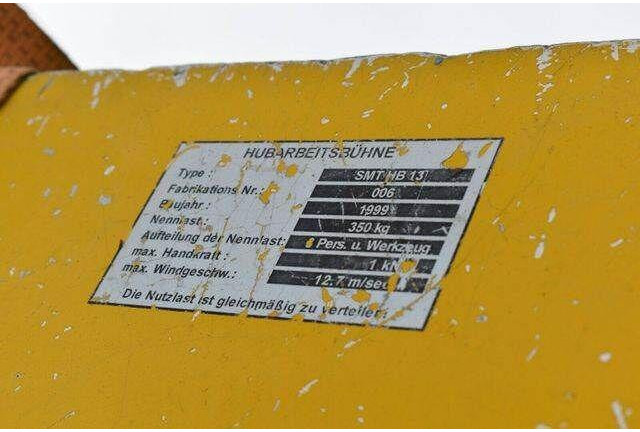 HUBARBEITSBÜHNE
Type : SMT HB 13
Fabrikations Nr.: 006
Baujahr: 1999
Nennlast.: 350 kg
Aufteilung der Nennlast: Pers. u. Werkzeug
max. Handkraft : 1 kN
max. Windgeschw.: 12.7 m/sec
Die Nutzlast ist gleichmäßig zu verteilen